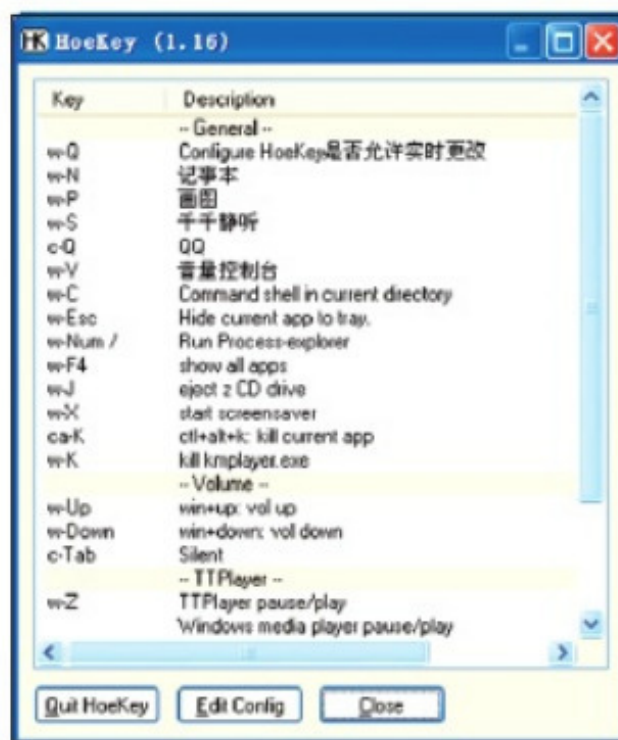 HoeKey (1.16)
Key Description
-- General --
w-Q Configure HoeKey是否允许实时更改
w-N 记事本
w-P 画图
w-S 千千静听
c-Q QQ
w-V 音量控制台
w-C Command shell in current directory
w-Esc Hide current app to tray.
w-Num / Run Process-explorer
w-F4 show all apps
w-J eject z CD drive
w-X start screensaver
ca-K ctl+alt+k: kill current app
w-K kill kmplayer.exe
-- Volume --
w-Up win+up: vol up
w-Down win+down: vol down
c-Tab Silent
-- TTPlayer --
w-Z TTPlayer pause/play
Windows media player pause/play
Quit HoeKey Edit Config Close